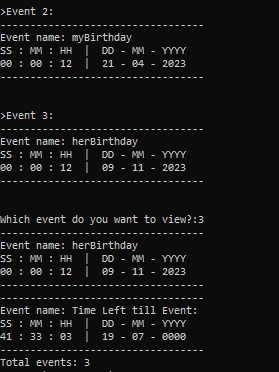 >Event 2:
------------------------------
Event name: myBirthday
SS : MM : HH  |  DD - MM - YYYY
00 : 00 : 12  |  21 - 04 - 2023
------------------------------
>Event 3:
------------------------------
Event name: herBirthday
SS : MM : HH  |  DD - MM - YYYY
00 : 00 : 12  |  09 - 11 - 2023
------------------------------
Which event do you want to view?:3
------------------------------
Event name: herBirthday
SS : MM : HH  |  DD - MM - YYYY
00 : 00 : 12  |  09 - 11 - 2023
------------------------------
------------------------------
Event name: Time Left till Event:
SS : MM : HH  |  DD - MM - YYYY
41 : 33 : 03  |  19 - 07 - 0000
------------------------------
Total events: 3